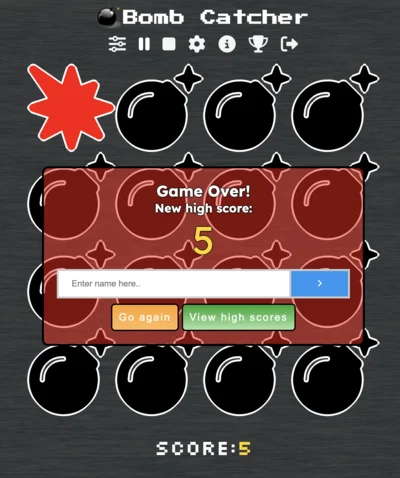 Bomb Catcher
Game Over!
New high score:
5
Enter name here..
Go again
View high scores
SCORE:5